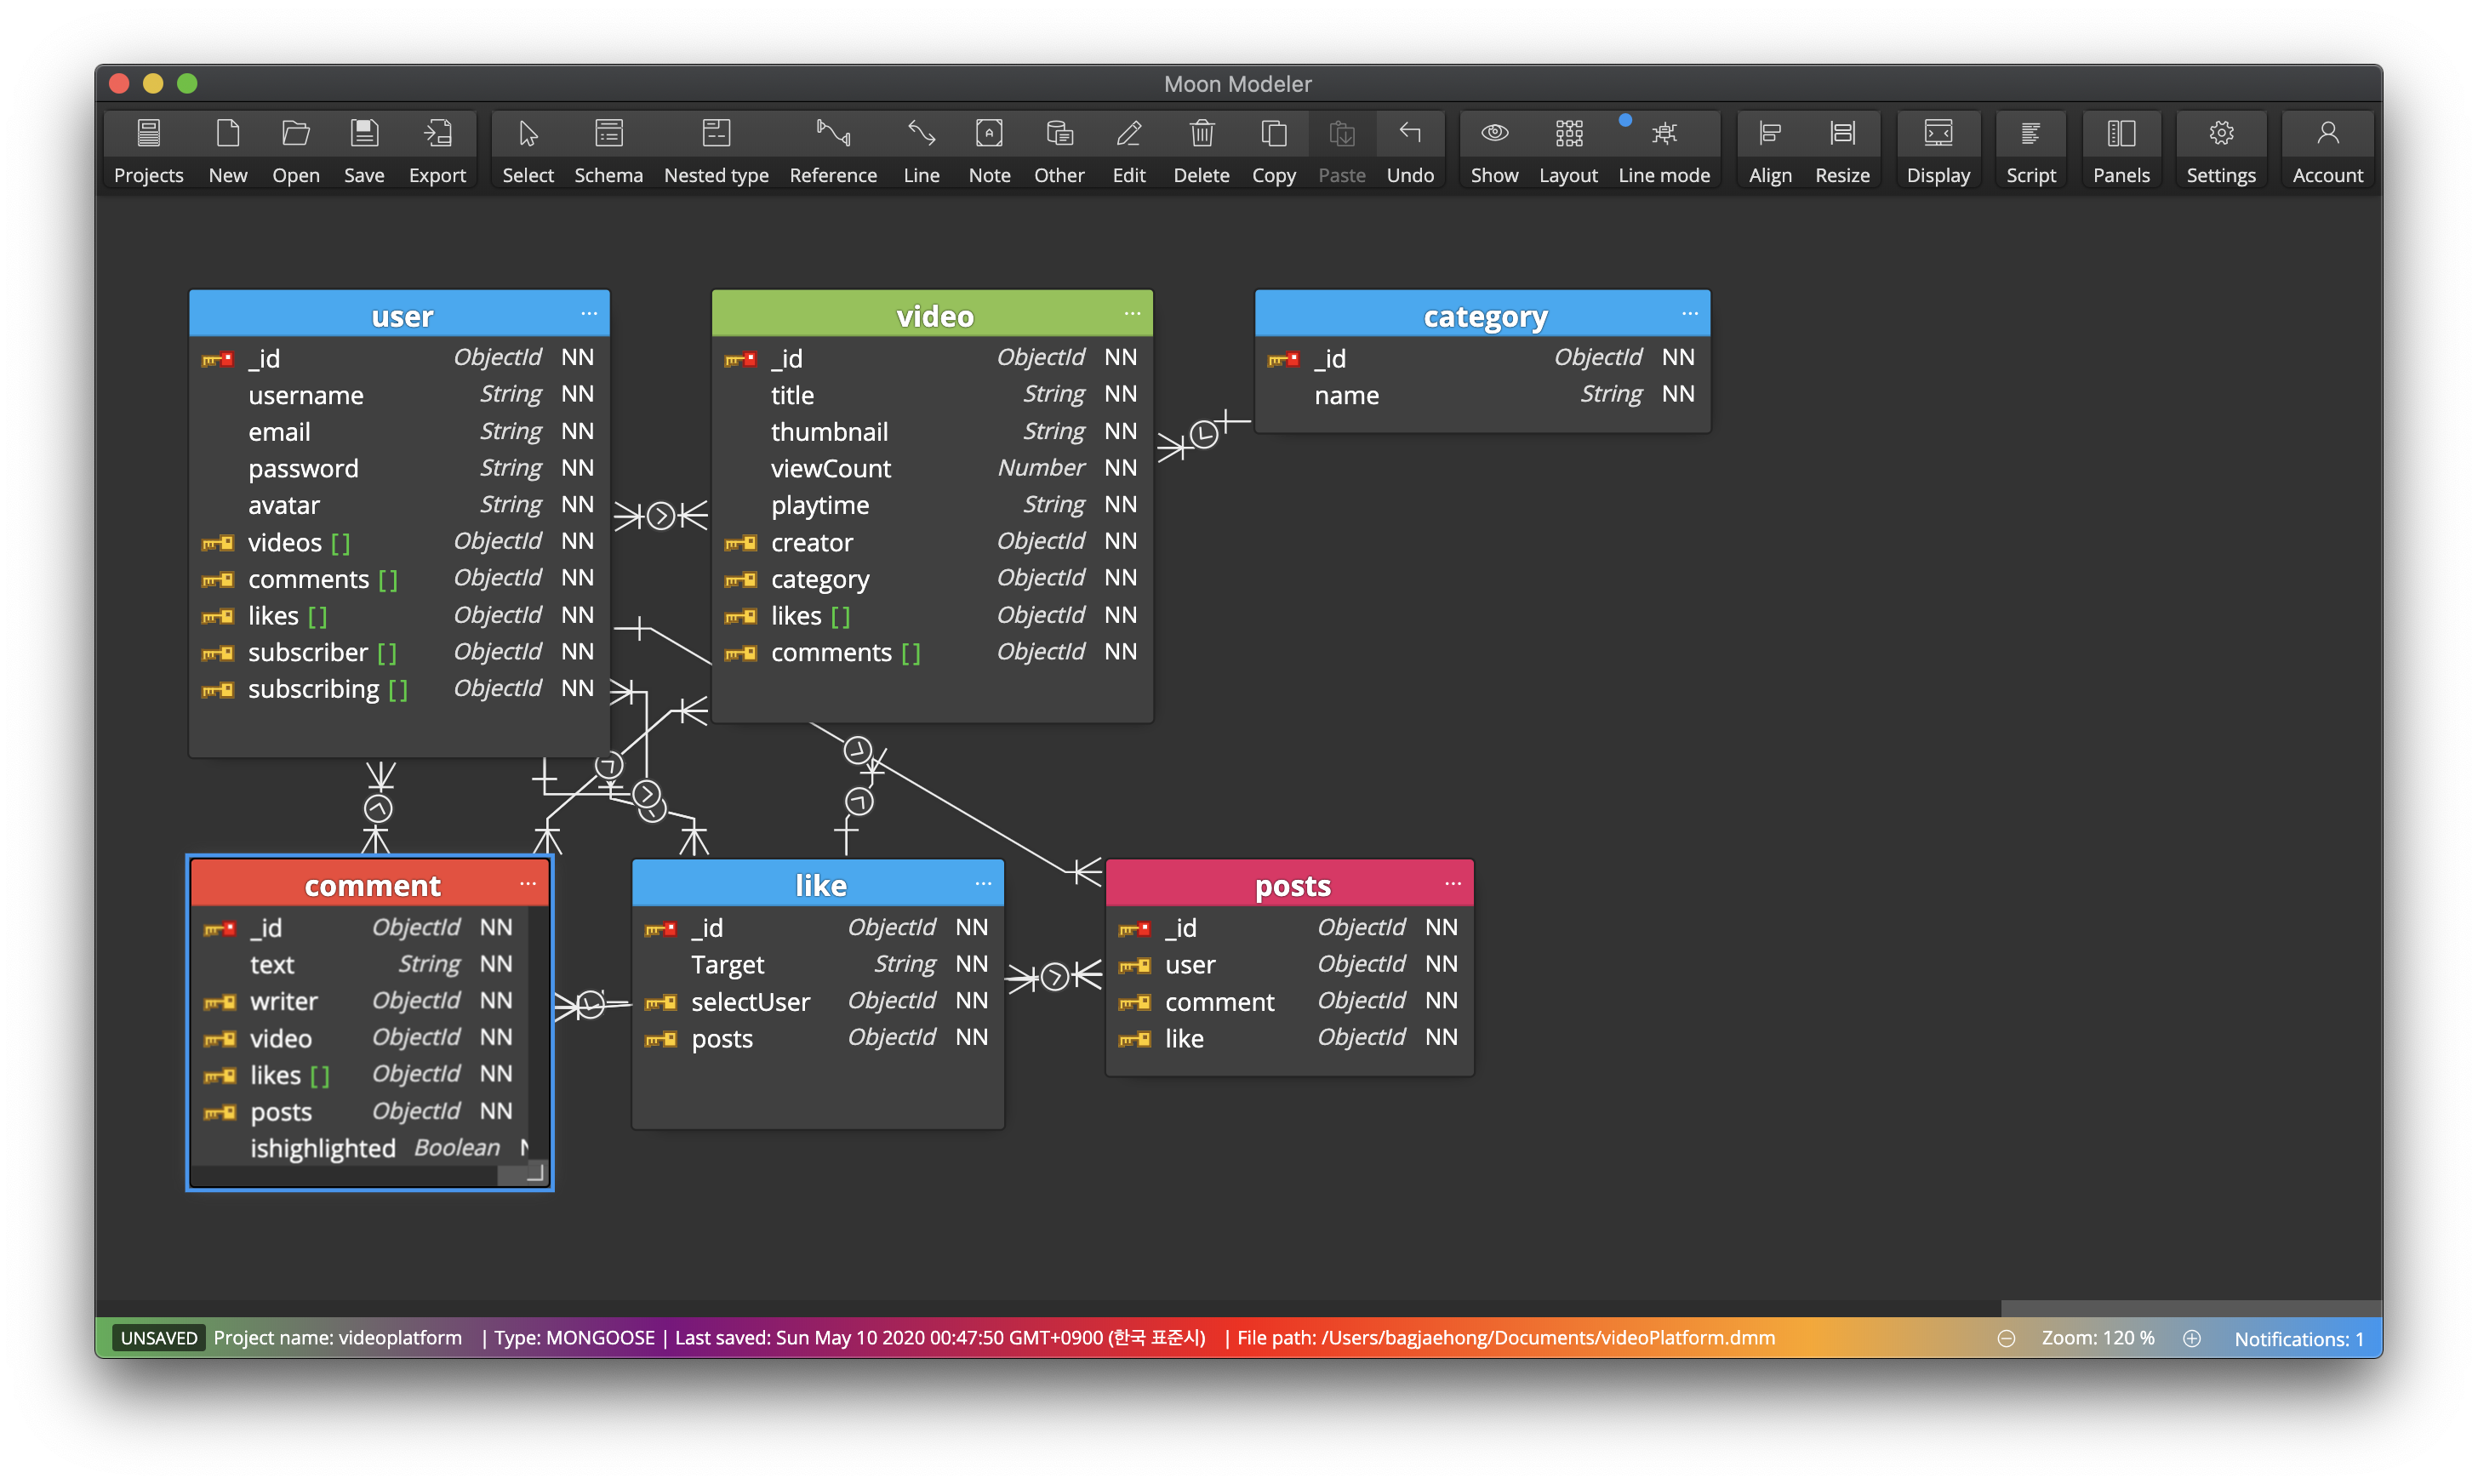 Moon Modeler
Projects New Open Save Export Select Schema Nested type Reference Line Note Other Edit Delete Copy Paste Undo Show Layout Line mode Align Resize Display Script Panels Settings Account
user ...
_id ObjectId NN
username String NN
email String NN
password String NN
avatar String NN
videos [] ObjectId NN
comments [] ObjectId NN
likes [] ObjectId NN
subscriber [] ObjectId NN
subscribing [] ObjectId NN
video ...
_id ObjectId NN
title String NN
thumbnail String NN
viewCount Number NN
playtime String NN
creator ObjectId NN
category ObjectId NN
likes [] ObjectId NN
comments [] ObjectId NN
category ...
_id ObjectId NN
name String NN
comment ...
_id ObjectId NN
text String NN
writer ObjectId NN
video ObjectId NN
likes [] ObjectId NN
posts ObjectId NN
ishighlighted Boolean
like ...
_id ObjectId NN
Target String NN
selectUser ObjectId NN
posts ObjectId NN
posts ...
_id ObjectId NN
user ObjectId NN
comment ObjectId NN
like ObjectId NN
UNSAVED Project name: videoplatform | Type: MONGOOSE | Last saved: Sun May 10 2020 00:47:50 GMT+0900 (한국 표준시) | File path: /Users/bagjaehong/Documents/videoPlatform.dmm Zoom: 120 % Notifications: 1